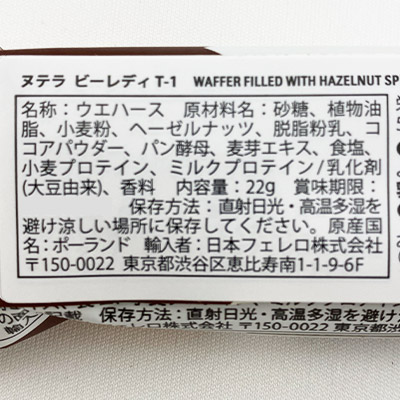 ヌテラ ビーレディ T-1 WAFFER FILLED WITH HAZELNUT SP
名称：ウエハース 原材料名：砂糖、植物油
脂、小麦粉、ヘーゼルナッツ、脱脂粉乳、コ
コアパウダー、パン酵母、麦芽エキス、食塩、
小麦プロテイン、ミルクプロテイン/乳化剤
(大豆由来)、香料 内容量：22g 賞味期限：
保存方法：直射日光・高温多湿を
避け涼しい場所に保存してください。原産国
名：ポーランド 輸入者：日本フェレロ株式会社
〒150-0022 東京都渋谷区恵比寿南1-1-9-6F
保存方法：直射日光・高温多湿を避け
〒150-0022 東京都渋